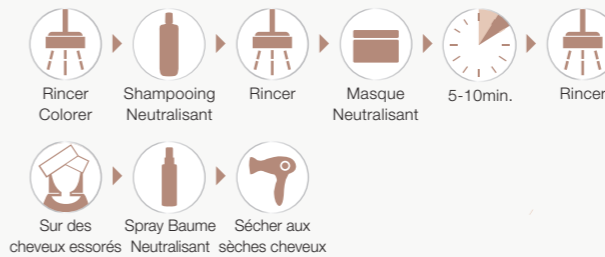 Rincer Colorer
Shampooing Neutralisant
Rincer
Masque Neutralisant
5-10min.
Rincer
Sur des cheveux essorés
Spray Baume Neutralisant
Sécher aux sèches cheveux